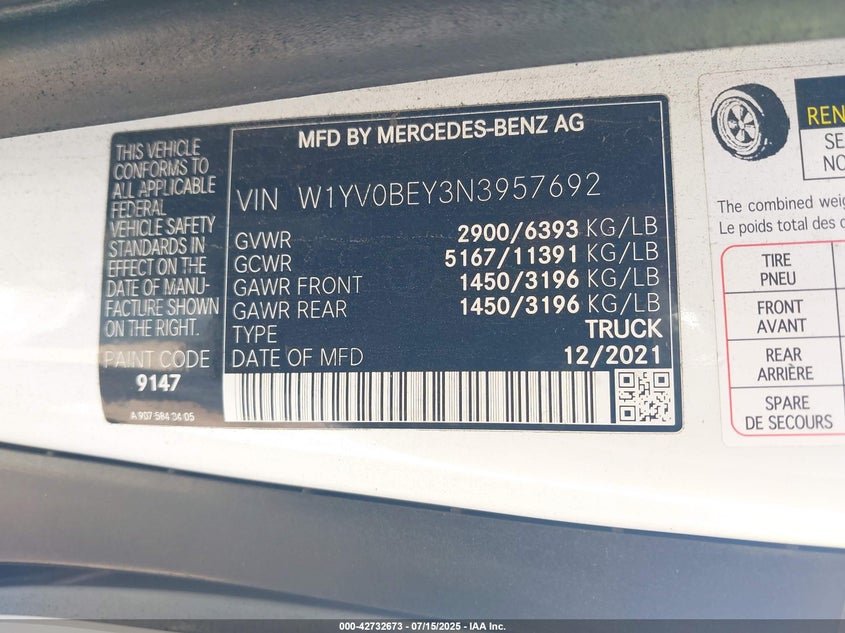 MFD BY MERCEDES-BENZ AG
THIS VEHICLE
CONFORMS TO
ALL APPLICABLE
FEDERAL
VEHICLE SAFETY
STANDARDS IN
EFFECT ON THE
DATE OF MANU-
FACTURE SHOWN
ON THE RIGHT.
PAINT CODE
9147
A 907 584 34 05
VIN W1YV0BEY3N3957692
GVWR 2900/6393 KG/LB
GCWR 5167/11391 KG/LB
GAWR FRONT 1450/3196 KG/LB
GAWR REAR 1450/3196 KG/LB
TYPE TRUCK
DATE OF MFD 12/2021
The combined
Le poids total des
TIRE
PNEU
FRONT
AVANT
REAR
ARRIÈRE
SPARE
DE SECOURS
000-42732673 - 07/15/2025 - IAA Inc.